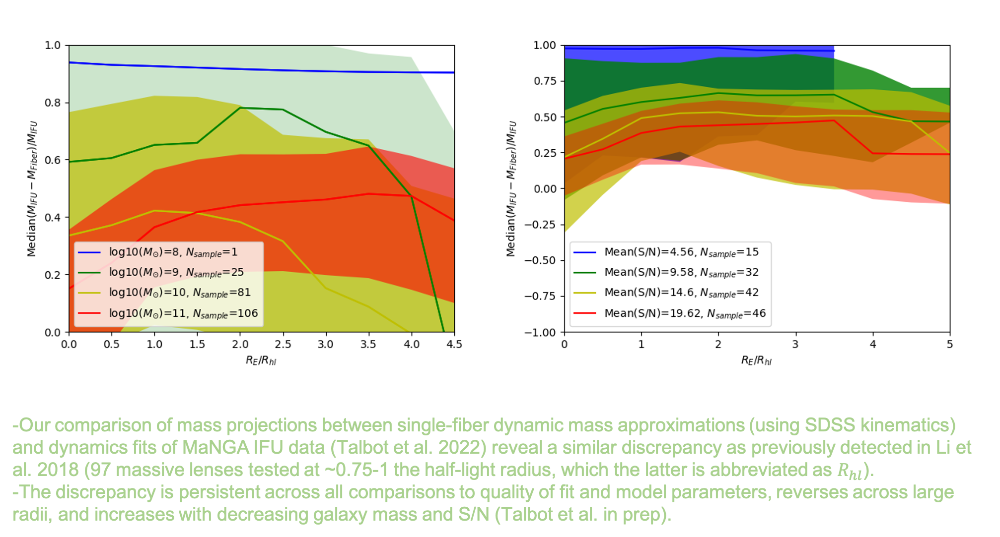 1.0
0.8
0.6
0.4
0.2
0.0
Median(M_IFU − M_Fiber)/M_IFU
log10(M_⊙)=8, N_sample=1
log10(M_⊙)=9, N_sample=25
log10(M_⊙)=10, N_sample=81
log10(M_⊙)=11, N_sample=106
0.0 0.5 1.0 1.5 2.0 2.5 3.0 3.5 4.0 4.5
R_E/R_hl
1.00
0.75
0.50
0.25
0.00
−0.25
−0.50
−0.75
−1.00
Median(M_IFU − M_Fiber)/M_IFU
Mean(S/N)=4.56, N_sample=15
Mean(S/N)=9.58, N_sample=32
Mean(S/N)=14.6, N_sample=42
Mean(S/N)=19.62, N_sample=46
0 1 2 3 4 5
R_E/R_hl
-Our comparison of mass projections between single-fiber dynamic mass approximations (using SDSS kinematics)
and dynamics fits of MaNGA IFU data (Talbot et al. 2022) reveal a similar discrepancy as previously detected in Li et
al. 2018 (97 massive lenses tested at ~0.75-1 the half-light radius, which the latter is abbreviated as R_hl).
-The discrepancy is persistent across all comparisons to quality of fit and model parameters, reverses across large
radii, and increases with decreasing galaxy mass and S/N (Talbot et al. in prep).